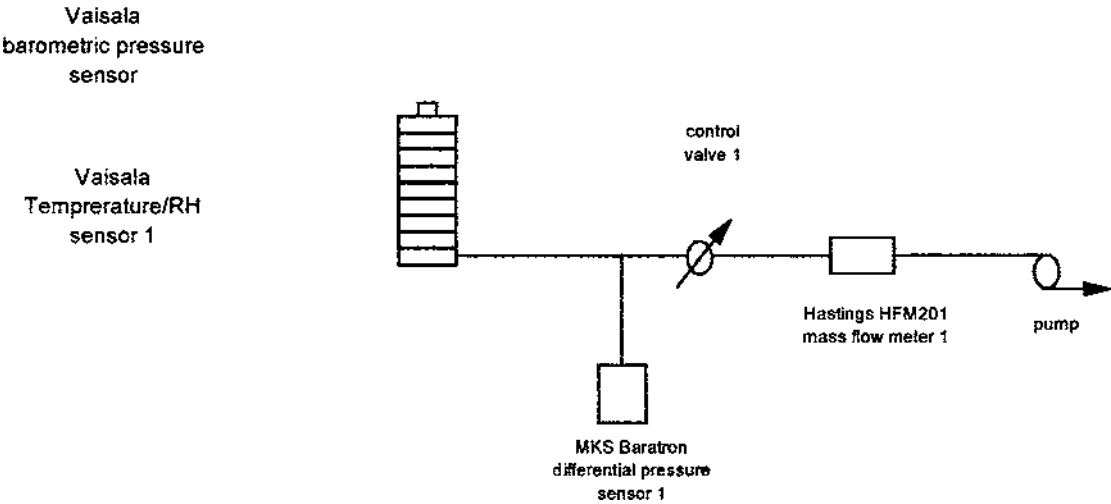 Vaisala
barometric pressure
sensor
Vaisala
Temprerature/RH
sensor 1
control
valve 1
Hastings HFM201
mass flow meter 1
pump
MKS Baratron
differential pressure
sensor 1